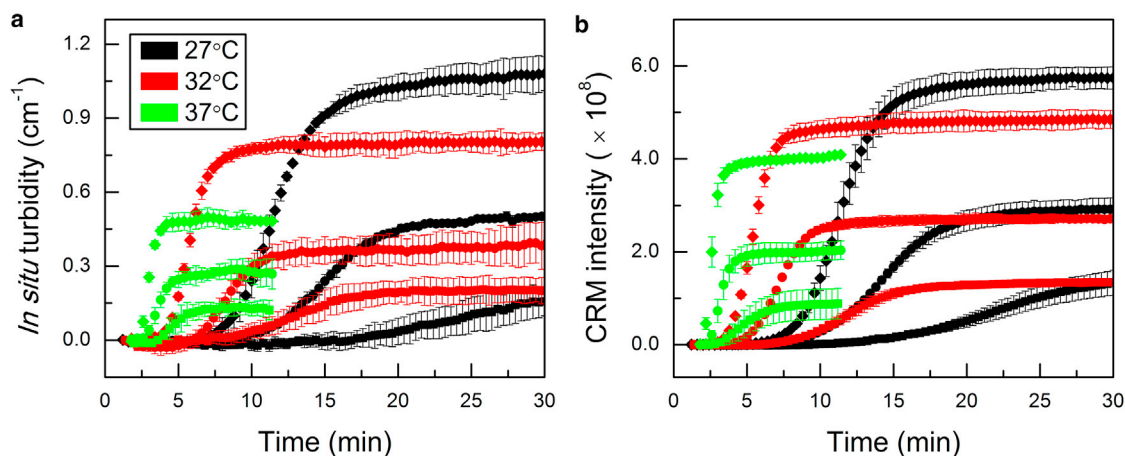 a
1.2
0.9
0.6
0.3
0.0
In situ turbidity (cm⁻¹)
27°C
32°C
37°C
0 5 10 15 20 25 30
Time (min)
b
6.0
4.0
2.0
0.0
CRM intensity ( × 10⁸)
0 5 10 15 20 25 30
Time (min)